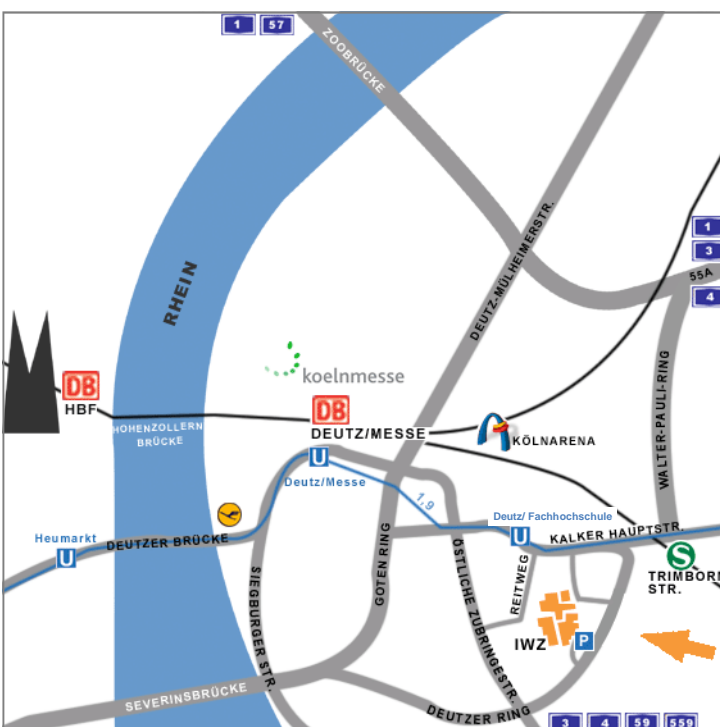 1 57
ZOOBRÜCKE
RHEIN
DEUTZ-MÜLHEIMERSTR.
1
3
55A
4
koelnmesse
DB
HBF
DB
DEUTZ/MESSE
HOHENZOLLERN
BRÜCKE
KÖLNARENA
WALTER-PAULI-RING
U
Deutz/Messe
1,9
Deutz/ Fachhochschule
U
KALKER HAUPTSTR.
Heumarkt
U
DEUTZER BRÜCKE
S
TRIMBORN
STR.
SIEGBURGER STR.
GOTEN RING
ÖSTLICHE ZUBRINGESTR.
REITWEG
IWZ
P
SEVERINSBRÜCKE
DEUTZER RING
3 4 59 559